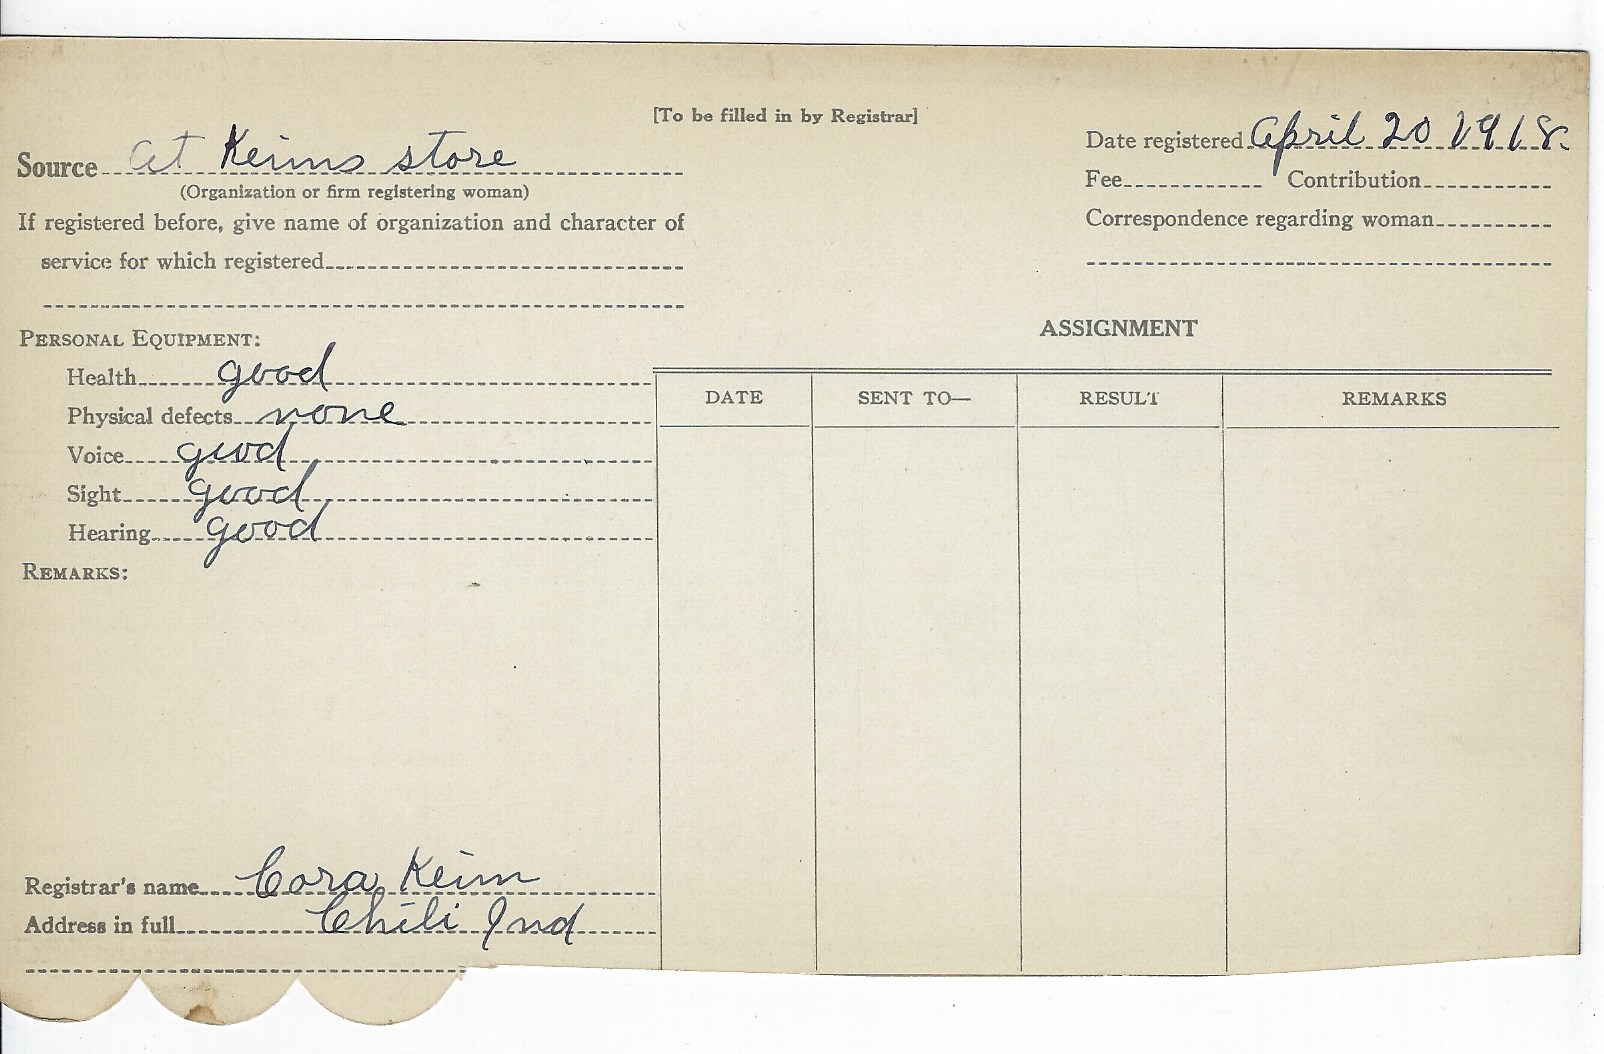 [To be filled in by Registrar]
Source at Keims store
(Organization or firm registering woman)
If registered before, give name of organization and character of
service for which registered
Date registered April 20 1918.
Fee Contribution
Correspondence regarding woman
PERSONAL EQUIPMENT:
Health good
Physical defects none
Voice good
Sight good
Hearing good
REMARKS:
Registrar's name Cora Keim
Address in full Chili Ind
ASSIGNMENT
DATE SENT TO— RESULT REMARKS